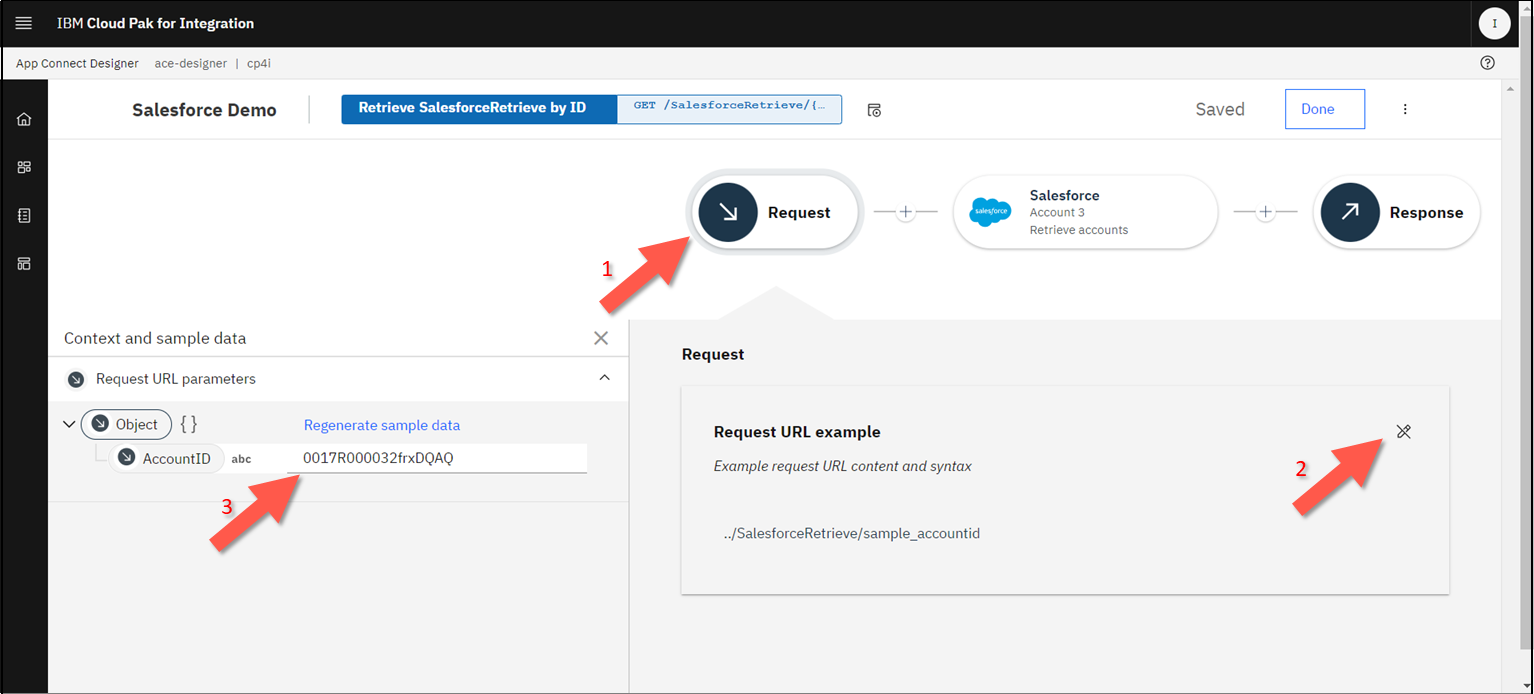 IBM Cloud Pak for Integration
I
App Connect Designer ace-designer | cp4i
Salesforce Demo
Retrieve SalesforceRetrieve by ID
GET /SalesforceRetrieve/{…
Saved
Done
Request
salesforce
Salesforce
Account 3
Retrieve accounts
Response
1
Context and sample data
Request URL parameters
Object { }
Regenerate sample data
AccountID abc 0017R000032frxDQAQ
3
Request
Request URL example
Example request URL content and syntax
2
../SalesforceRetrieve/sample_accountid